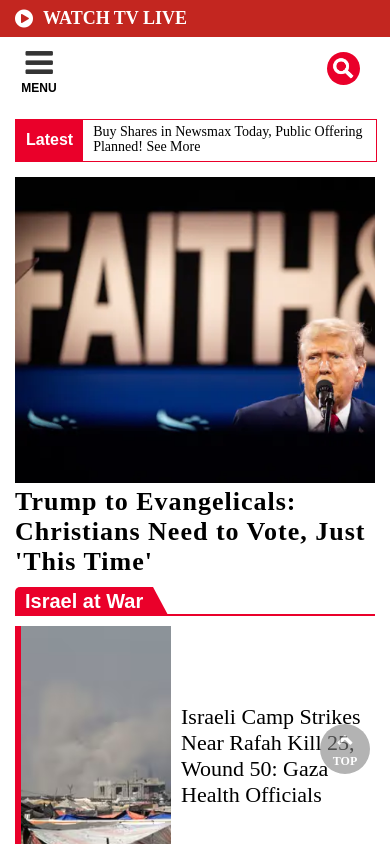 WATCH TV LIVE
MENU
Latest
Buy Shares in Newsmax Today, Public Offering
Planned! See More
FAITH&
Trump to Evangelicals:
Christians Need to Vote, Just
'This Time'
Israel at War
Israeli Camp Strikes
Near Rafah Kill 25,
Wound 50: Gaza
Health Officials
TOP